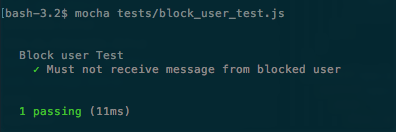 [bash-3.2$ mocha tests/block_user_test.js
Block user Test
✓ Must not receive message from blocked user
1 passing (11ms)